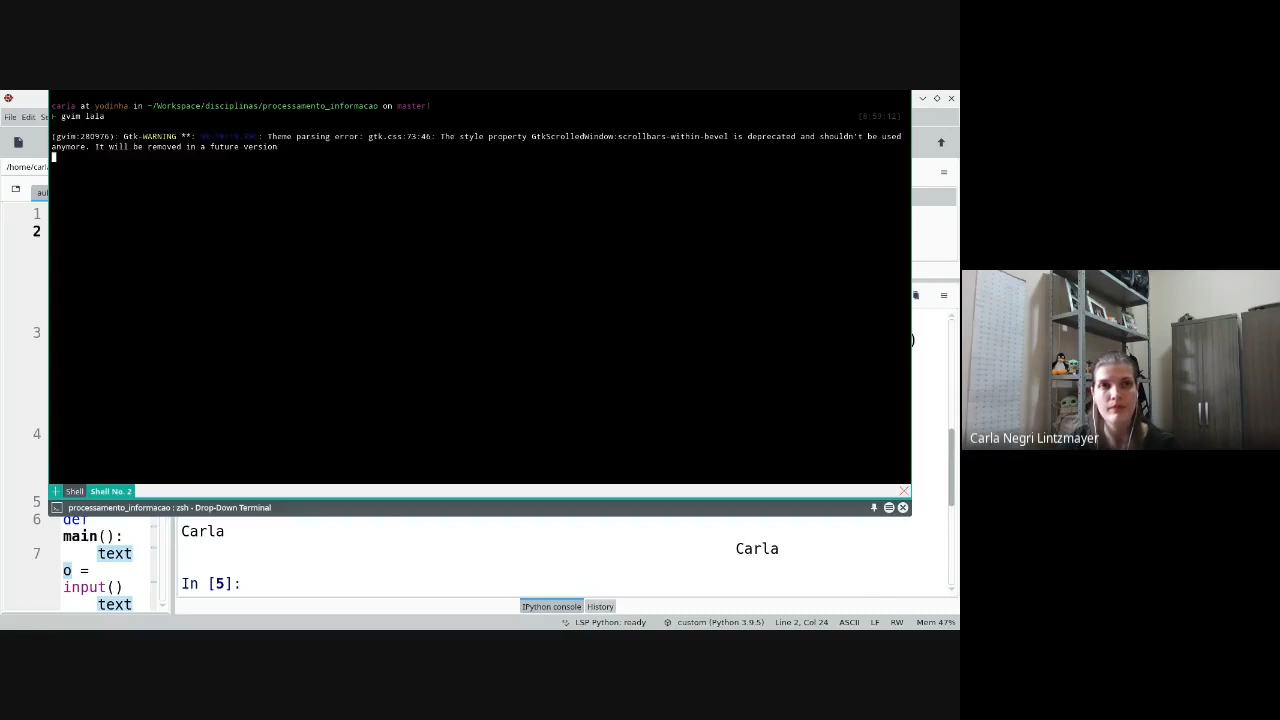 carla at yodinha in ~/Workspace/disciplinas/processamento_informacao on master!
gvim lala [8:59:12]
(gvim:280976): Gtk-WARNING **: : Theme parsing error: gtk.css:73:46: The style property GtkScrolledWindow:scrollbars-within-bevel is deprecated and shouldn't be used
anymore. It will be removed in a future version
File Edit
/home/carl
1
2
3
4
5
6
7
)
Shell Shell No. 2
processamento_informacao : zsh - Drop-Down Terminal
def
main():
text
o =
input()
text
Carla
Carla
In [5]:
IPython console History
LSP Python: ready custom (Python 3.9.5) Line 2, Col 24 ASCII LF RW Mem 47%
Carla Negri Lintzmayer